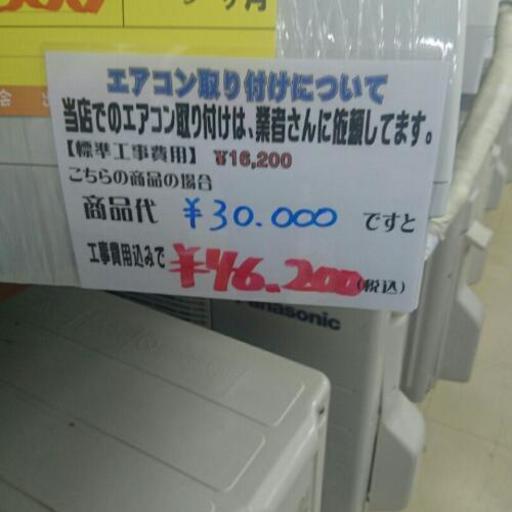 エアコン取り付けについて
当店でのエアコン取り付けは、業者さんに依頼してます。
【標準工事費用】 ¥16,200
こちらの商品の場合
商品代 ¥30.000 ですと
工事費用込みで ¥46.200(税込)
Panasonic